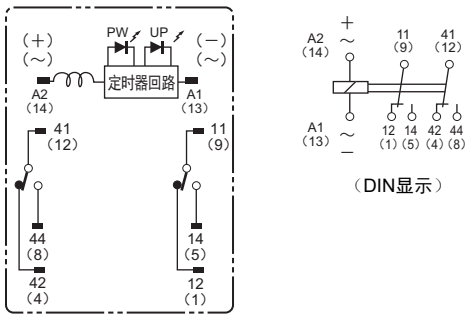 PW UP
(+) (−)
(~) (~)
定时器回路
A2 A1
(14) (13)
41 11
(12) (9)
44 14
(8) (5)
42 12
(4) (1)
+
A2 ~ 11 41
(14) (9) (12)
A1 ~ 12 14 42 44
(13) (1) (5) (4) (8)
−
(DIN显示)